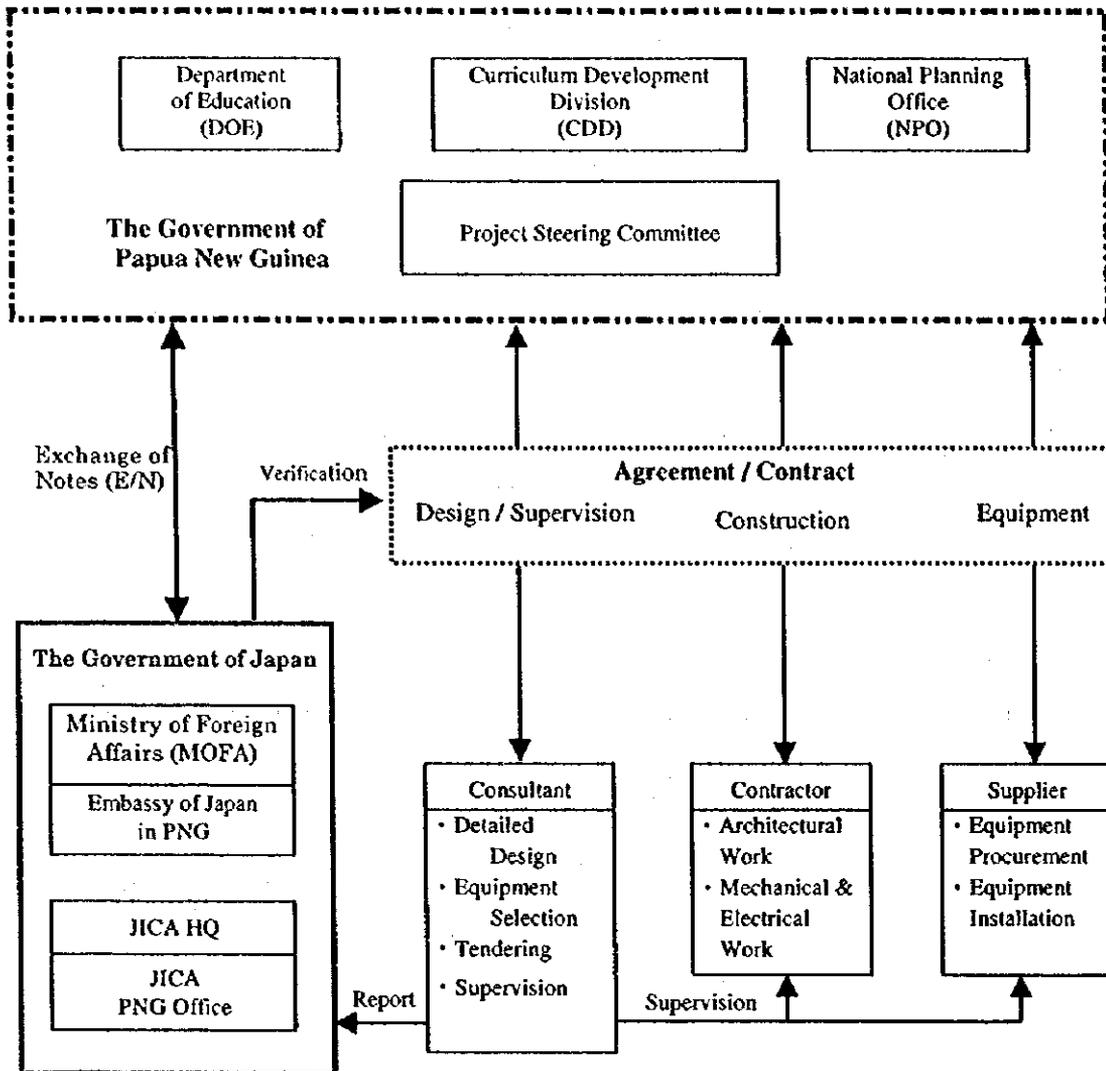 Department
of Education
(DOE)
Curriculum Development
Division
(CDD)
National Planning
Office
(NPO)
The Government of
Papua New Guinea
Project Steering Committee
Exchange of
Notes (E/N)
Verification
Agreement / Contract
Design / Supervision
Construction
Equipment
The Government of Japan
Ministry of Foreign
Affairs (MOFA)
Embassy of Japan
in PNG
JICA HQ
JICA
PNG Office
Consultant
· Detailed
Design
· Equipment
Selection
· Tendering
· Supervision
Contractor
· Architectural
Work
· Mechanical &
Electrical
Work
Supplier
· Equipment
Procurement
· Equipment
Installation
Report
Supervision